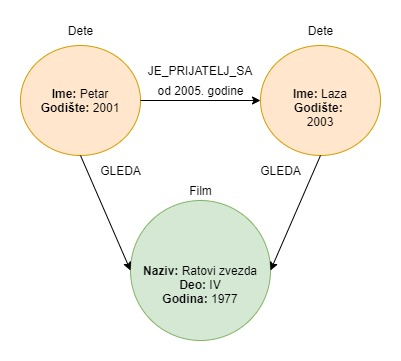 Dete
Dete
JE_PRIJATELJ_SA
od 2005. godine
Ime: Petar
Godište: 2001
Ime: Laza
Godište:
2003
GLEDA
GLEDA
Film
Naziv: Ratovi zvezda
Deo: IV
Godina: 1977